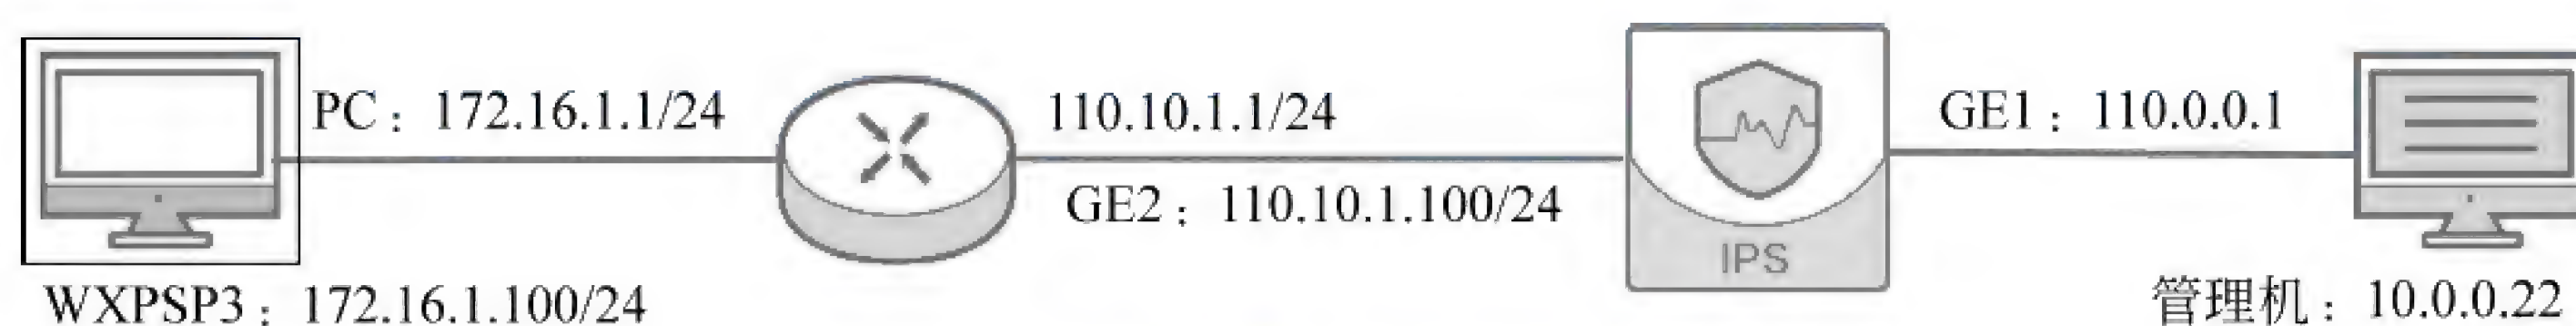 PC：172.16.1.1/24
110.10.1.1/24
GE1：110.0.0.1
GE2：110.10.1.100/24
IPS
WXPSP3：172.16.1.100/24
管理机：10.0.0.22